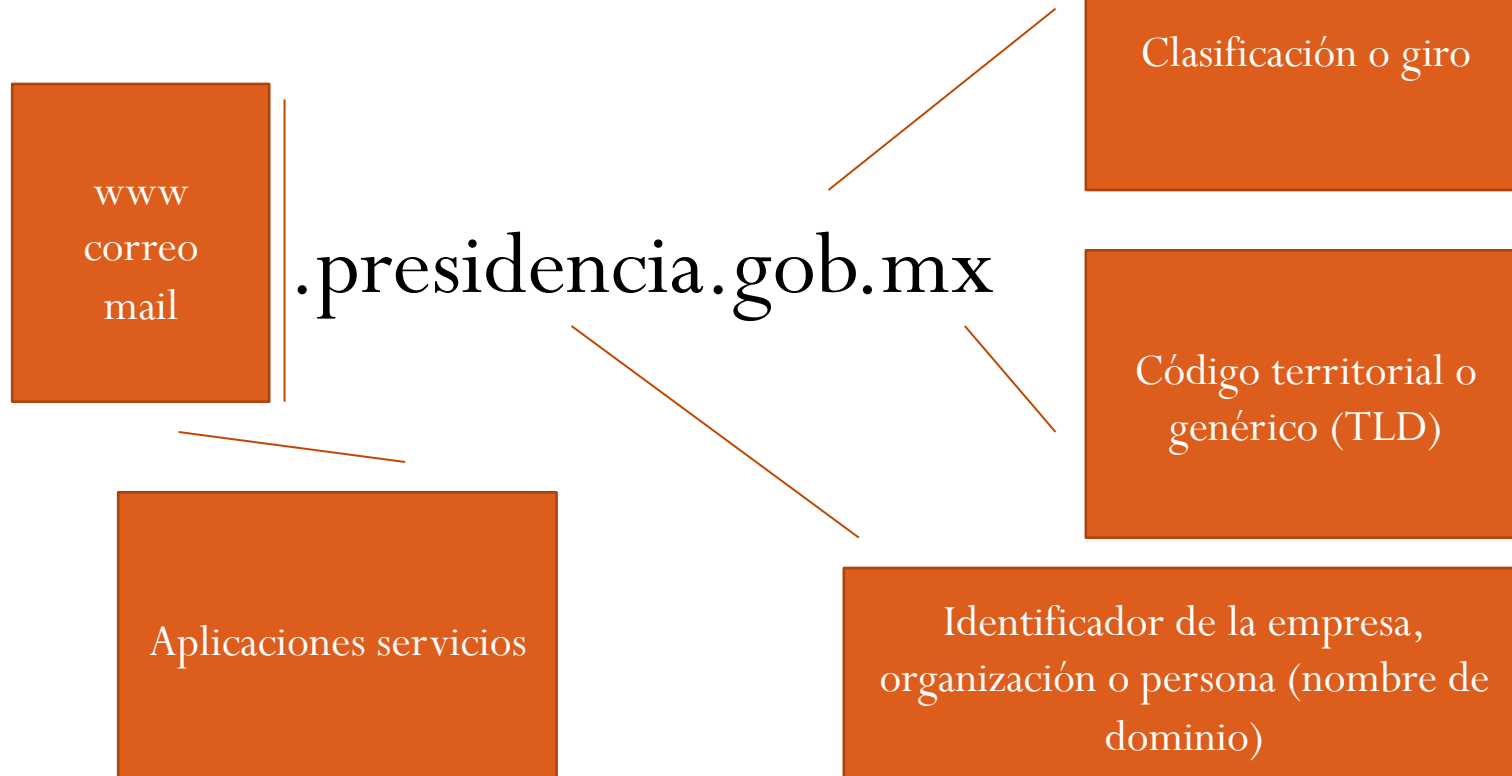 Clasificación o giro
www
correo
mail
.presidencia.gob.mx
Código territorial o
genérico (TLD)
Aplicaciones servicios
Identificador de la empresa,
organización o persona (nombre de
dominio)